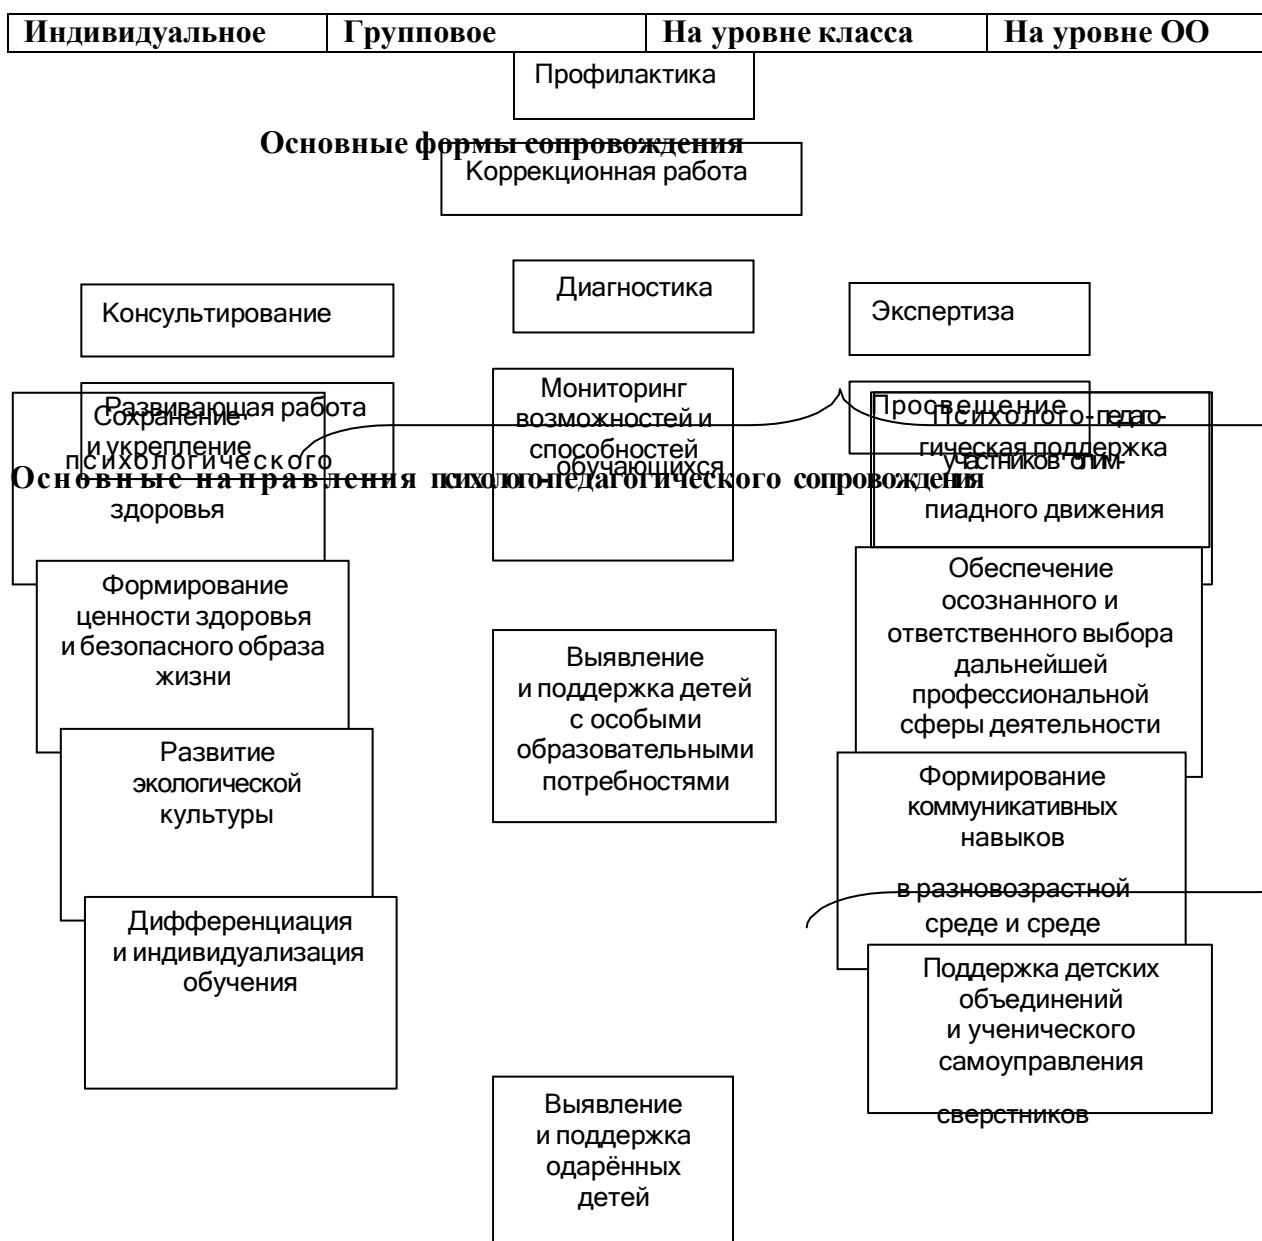 Индивидуальное Групповое На уровне класса На уровне ОО
Профилактика
Основные формы сопровождения
Коррекционная работа
Диагностика
Консультирование
Экспертиза
Развивающая работа
Просвещение
Сохранение
и укрепление
психологического
здоровья
Мониторинг
возможностей и
способностей
обучающихся
Психолого-педаго-
гическая поддержка
участников олим-
пиадного движения
Основные направления психолого-педагогического сопровождения
Формирование
ценности здоровья
и безопасного образа
жизни
Выявление
и поддержка детей
с особыми
образовательными
потребностями
Обеспечение
осознанного и
ответственного выбора
дальнейшей
профессиональной
сферы деятельности
Развитие
экологической
культуры
Формирование
коммуникативных
навыков
в разновозрастной
среде и среде
сверстников
Дифференциация
и индивидуализация
обучения
Поддержка детских
объединений
и ученического
самоуправления
Выявление
и поддержка
одарённых
детей